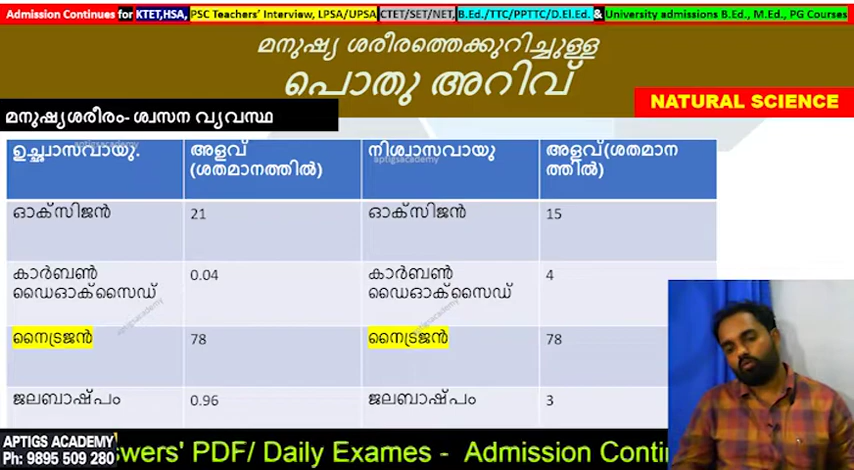 Admission Continues for KTET,HSA, PSC Teachers' Interview, LPSA/UPSA CTET/SET/NET, B.Ed./TTC/PPTTC/D.El.Ed. & University admissions B.Ed., M.Ed., PG Courses
മനുഷ്യ ശരീരത്തെക്കുറിച്ചുള്ള
പൊതു അറിവ്
NATURAL SCIENCE
മനുഷ്യശരീരം- ശ്വസന വ്യവസ്ഥ
ഉച്ഛ്വാസവായു. അളവ് നിശ്വാസവായു അളവ്(ശതമാന
(ശതമാനത്തിൽ) ത്തിൽ)
aptigsacademy aptigsacademy
ഓക്സിജൻ 21 ഓക്സിജൻ 15
കാർബൺ 0.04 കാർബൺ 4
ഡൈഓക്സൈഡ് ഡൈഓക്സൈഡ്
aptigsacademy aptigsacademy
നൈട്രജൻ 78 നൈട്രജൻ 78
ജലബാഷ്പം 0.96 ജലബാഷ്പം 3
APTIGS ACADEMY
Ph: 9895 509 280
swers' PDF/ Daily Exames - Admission Contin